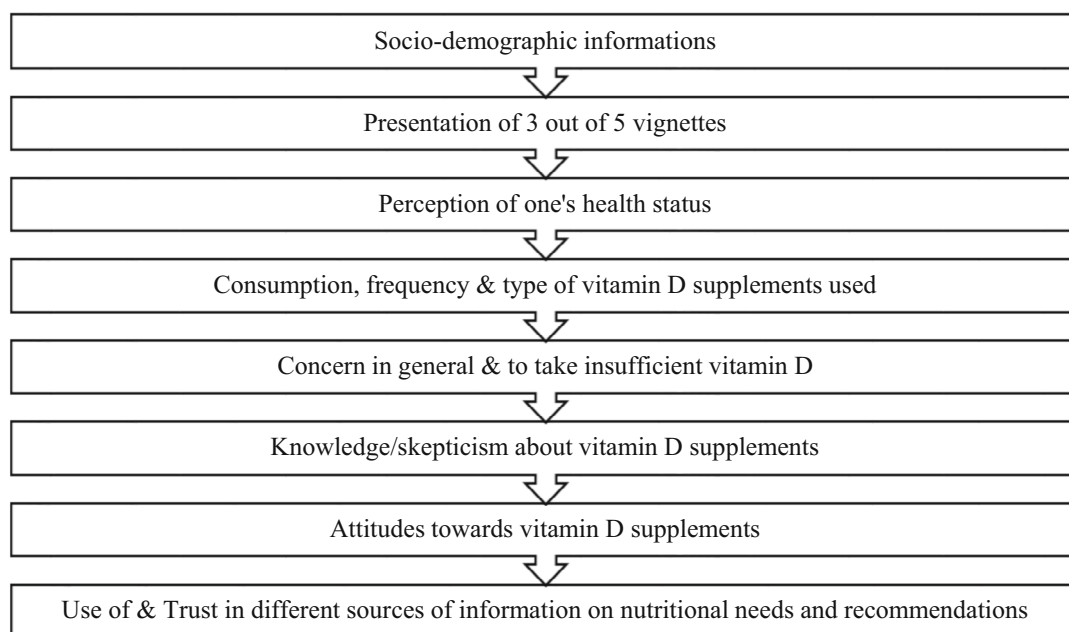 Socio-demographic informations
Presentation of 3 out of 5 vignettes
Perception of one's health status
Consumption, frequency & type of vitamin D supplements used
Concern in general & to take insufficient vitamin D
Knowledge/skepticism about vitamin D supplements
Attitudes towards vitamin D supplements
Use of & Trust in different sources of information on nutritional needs and recommendations